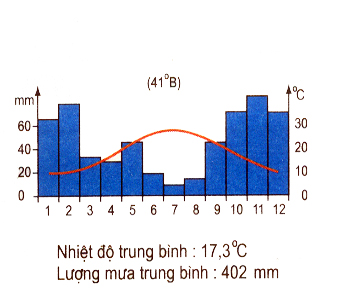 (41°B)
mm °C
60 30
40 20
20 10
0 0
1 2 3 4 5 6 7 8 9 10 11 12
Nhiệt độ trung bình : 17,3°C
Lượng mưa trung bình : 402 mm